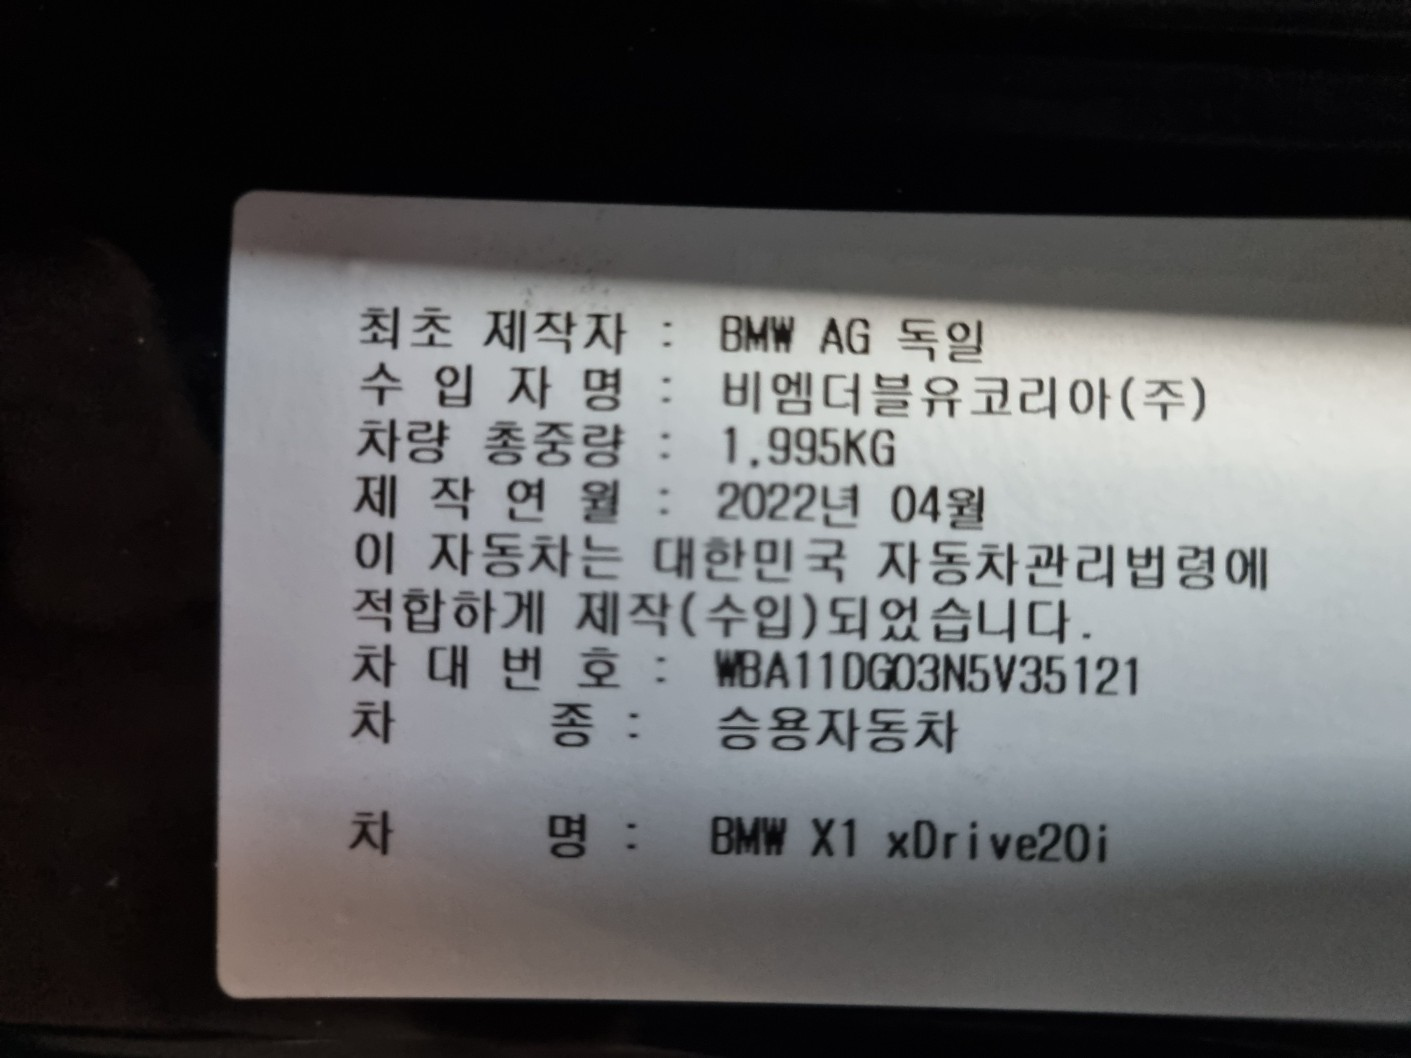 최초 제작자 : BMW AG 독일
수 입 자 명 : 비엠더블유코리아(주)
차량 총중량 : 1,995KG
제 작 연 월 : 2022년 04월
이 자동차는 대한민국 자동차관리법령에
적합하게 제작(수입)되었습니다.
차 대 번 호 : WBA11DG03N5V35121
차 종 : 승용자동차
차 명 : BMW X1 xDrive20i